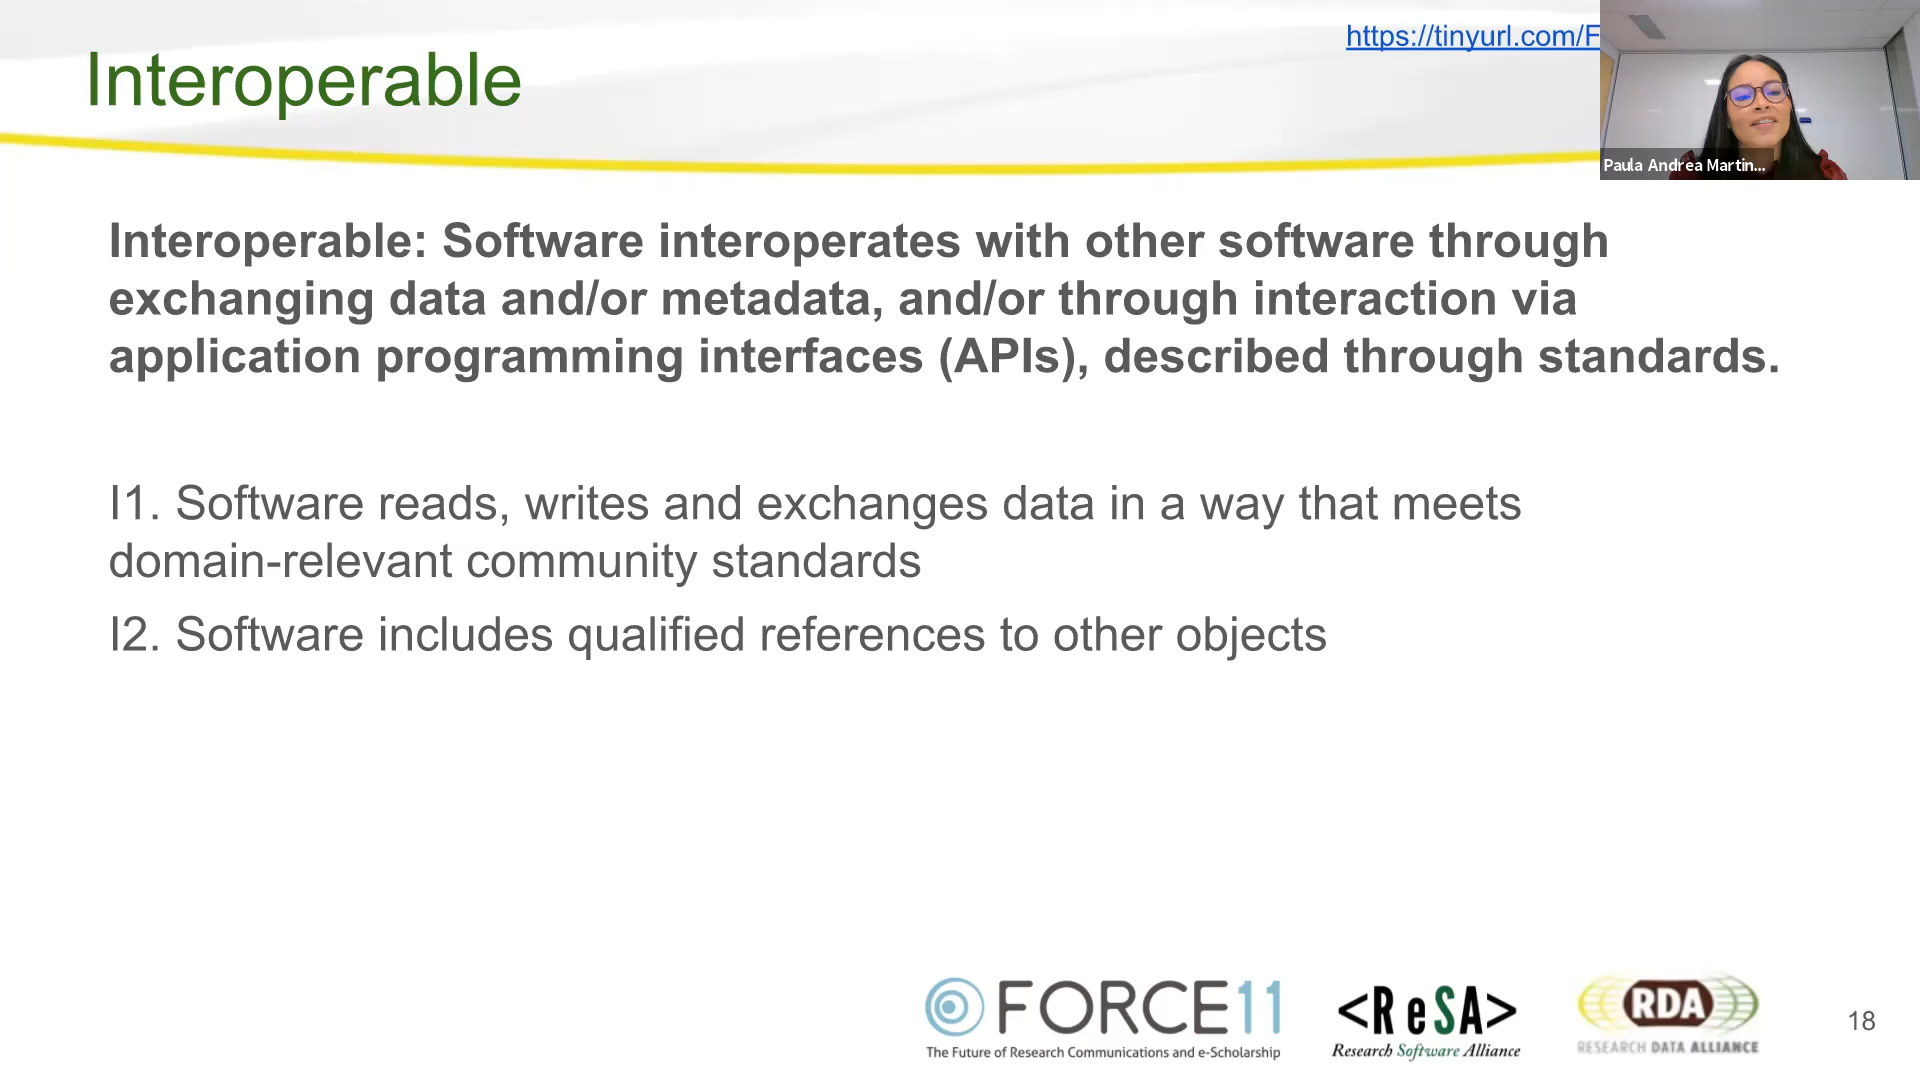 https://tinyurl.com/F
Interoperable
Paula Andrea Martin...
Interoperable: Software interoperates with other software through
exchanging data and/or metadata, and/or through interaction via
application programming interfaces (APIs), described through standards.
I1. Software reads, writes and exchanges data in a way that meets
domain-relevant community standards
I2. Software includes qualified references to other objects
FORCE11
The Future of Research Communications and e-Scholarship
<ReSA>
Research Software Alliance
RDA
RESEARCH DATA ALLIANCE
18